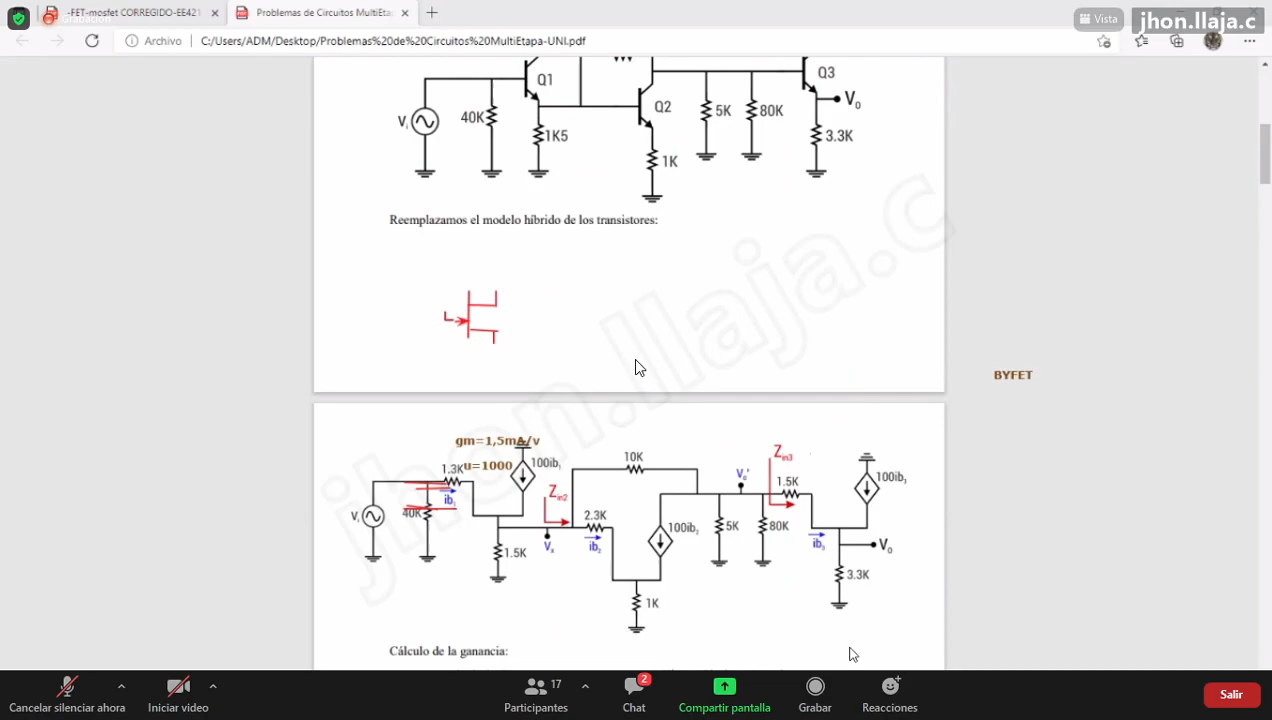 -FET-mosfet CORREGIDO-EE421
Problemas de Circuitos MultiEta
Vista
jhon.llaja.c
Archivo
C:/Users/ADM/Desktop/Problemas%20de%20Circuitos%20MultiEtapa-UNI.pdf
Q1
Q2
Q3
Vi
40K
1K5
1K
5K
80K
Vo
3.3K
Reemplazamos el modelo híbrido de los transistores:
jhon.llaja.c
BYFET
gm=1,5mA/v
u=1000
Vi
40K
1.3K
ib1
100ib1
1.5K
Zin2
Vx
2.3K
ib2
10K
100ib2
1K
Vo'
5K
80K
Zin3
1.5K
ib3
100ib3
Vo
3.3K
Cálculo de la ganancia:
Cancelar silenciar ahora
Iniciar video
17
Participantes
2
Chat
Compartir pantalla
Grabar
Reacciones
Salir